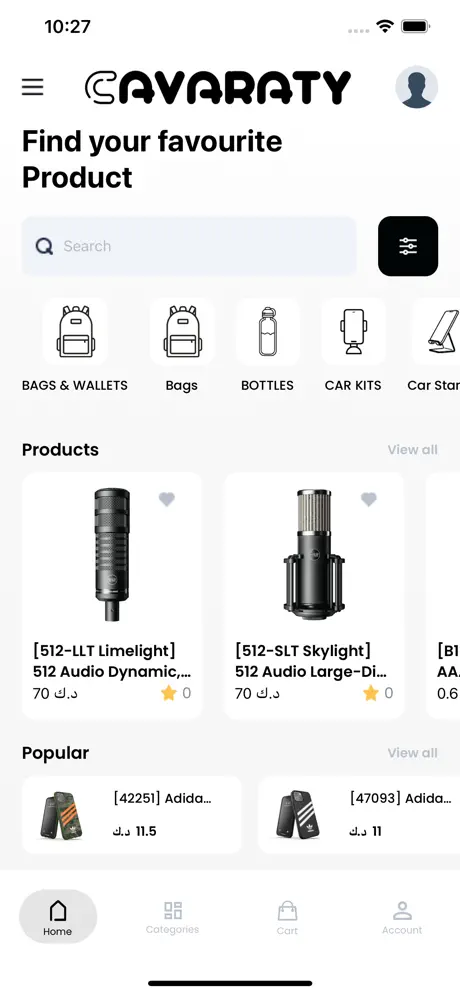 10:27
CAVARATY
Find your favourite
Product
Search
BAGS & WALLETS
Bags
BOTTLES
CAR KITS
Car Star
Products
View all
[512-LLT Limelight]
512 Audio Dynamic,...
70 د.ك
0
[512-SLT Skylight]
512 Audio Large-Di...
70 د.ك
0
[B1
AA
0.6
Popular
View all
[42251] Adida...
د.ك 11.5
[47093] Adida...
د.ك 11
Home
Categories
Cart
Account